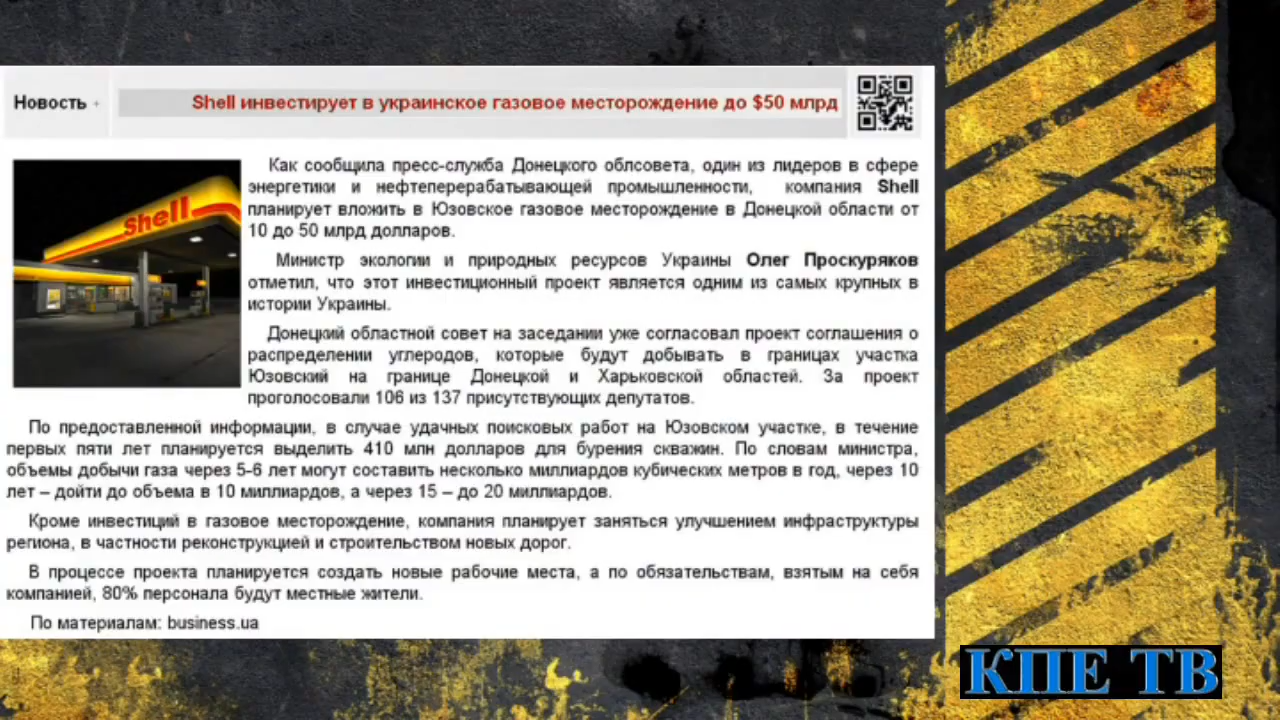 Новость +
Shell инвестирует в украинское газовое месторождение до $50 млрд
Shell
Как сообщила пресс-служба Донецкого облсовета, один из лидеров в сфере
энергетики и нефтеперерабатывающей промышленности, компания Shell
планирует вложить в Юзовское газовое месторождение в Донецкой области от
10 до 50 млрд долларов.
Министр экологии и природных ресурсов Украины Олег Проскуряков
отметил, что этот инвестиционный проект является одним из самых крупных в
истории Украины.
Донецкий областной совет на заседании уже согласовал проект соглашения о
распределении углеродов, которые будут добывать в границах участка
Юзовский на границе Донецкой и Харьковской областей. За проект
проголосовали 106 из 137 присутствующих депутатов.
По предоставленной информации, в случае удачных поисковых работ на Юзовском участке, в течение
первых пяти лет планируется выделить 410 млн долларов для бурения скважин. По словам министра,
объемы добычи газа через 5-6 лет могут составить несколько миллиардов кубических метров в год, через 10
лет – дойти до объема в 10 миллиардов, а через 15 – до 20 миллиардов.
Кроме инвестиций в газовое месторождение, компания планирует заняться улучшением инфраструктуры
региона, в частности реконструкцией и строительством новых дорог.
В процессе проекта планируется создать новые рабочие места, а по обязательствам, взятым на себя
компанией, 80% персонала будут местные жители.
По материалам: business.ua
КПЕ ТВ